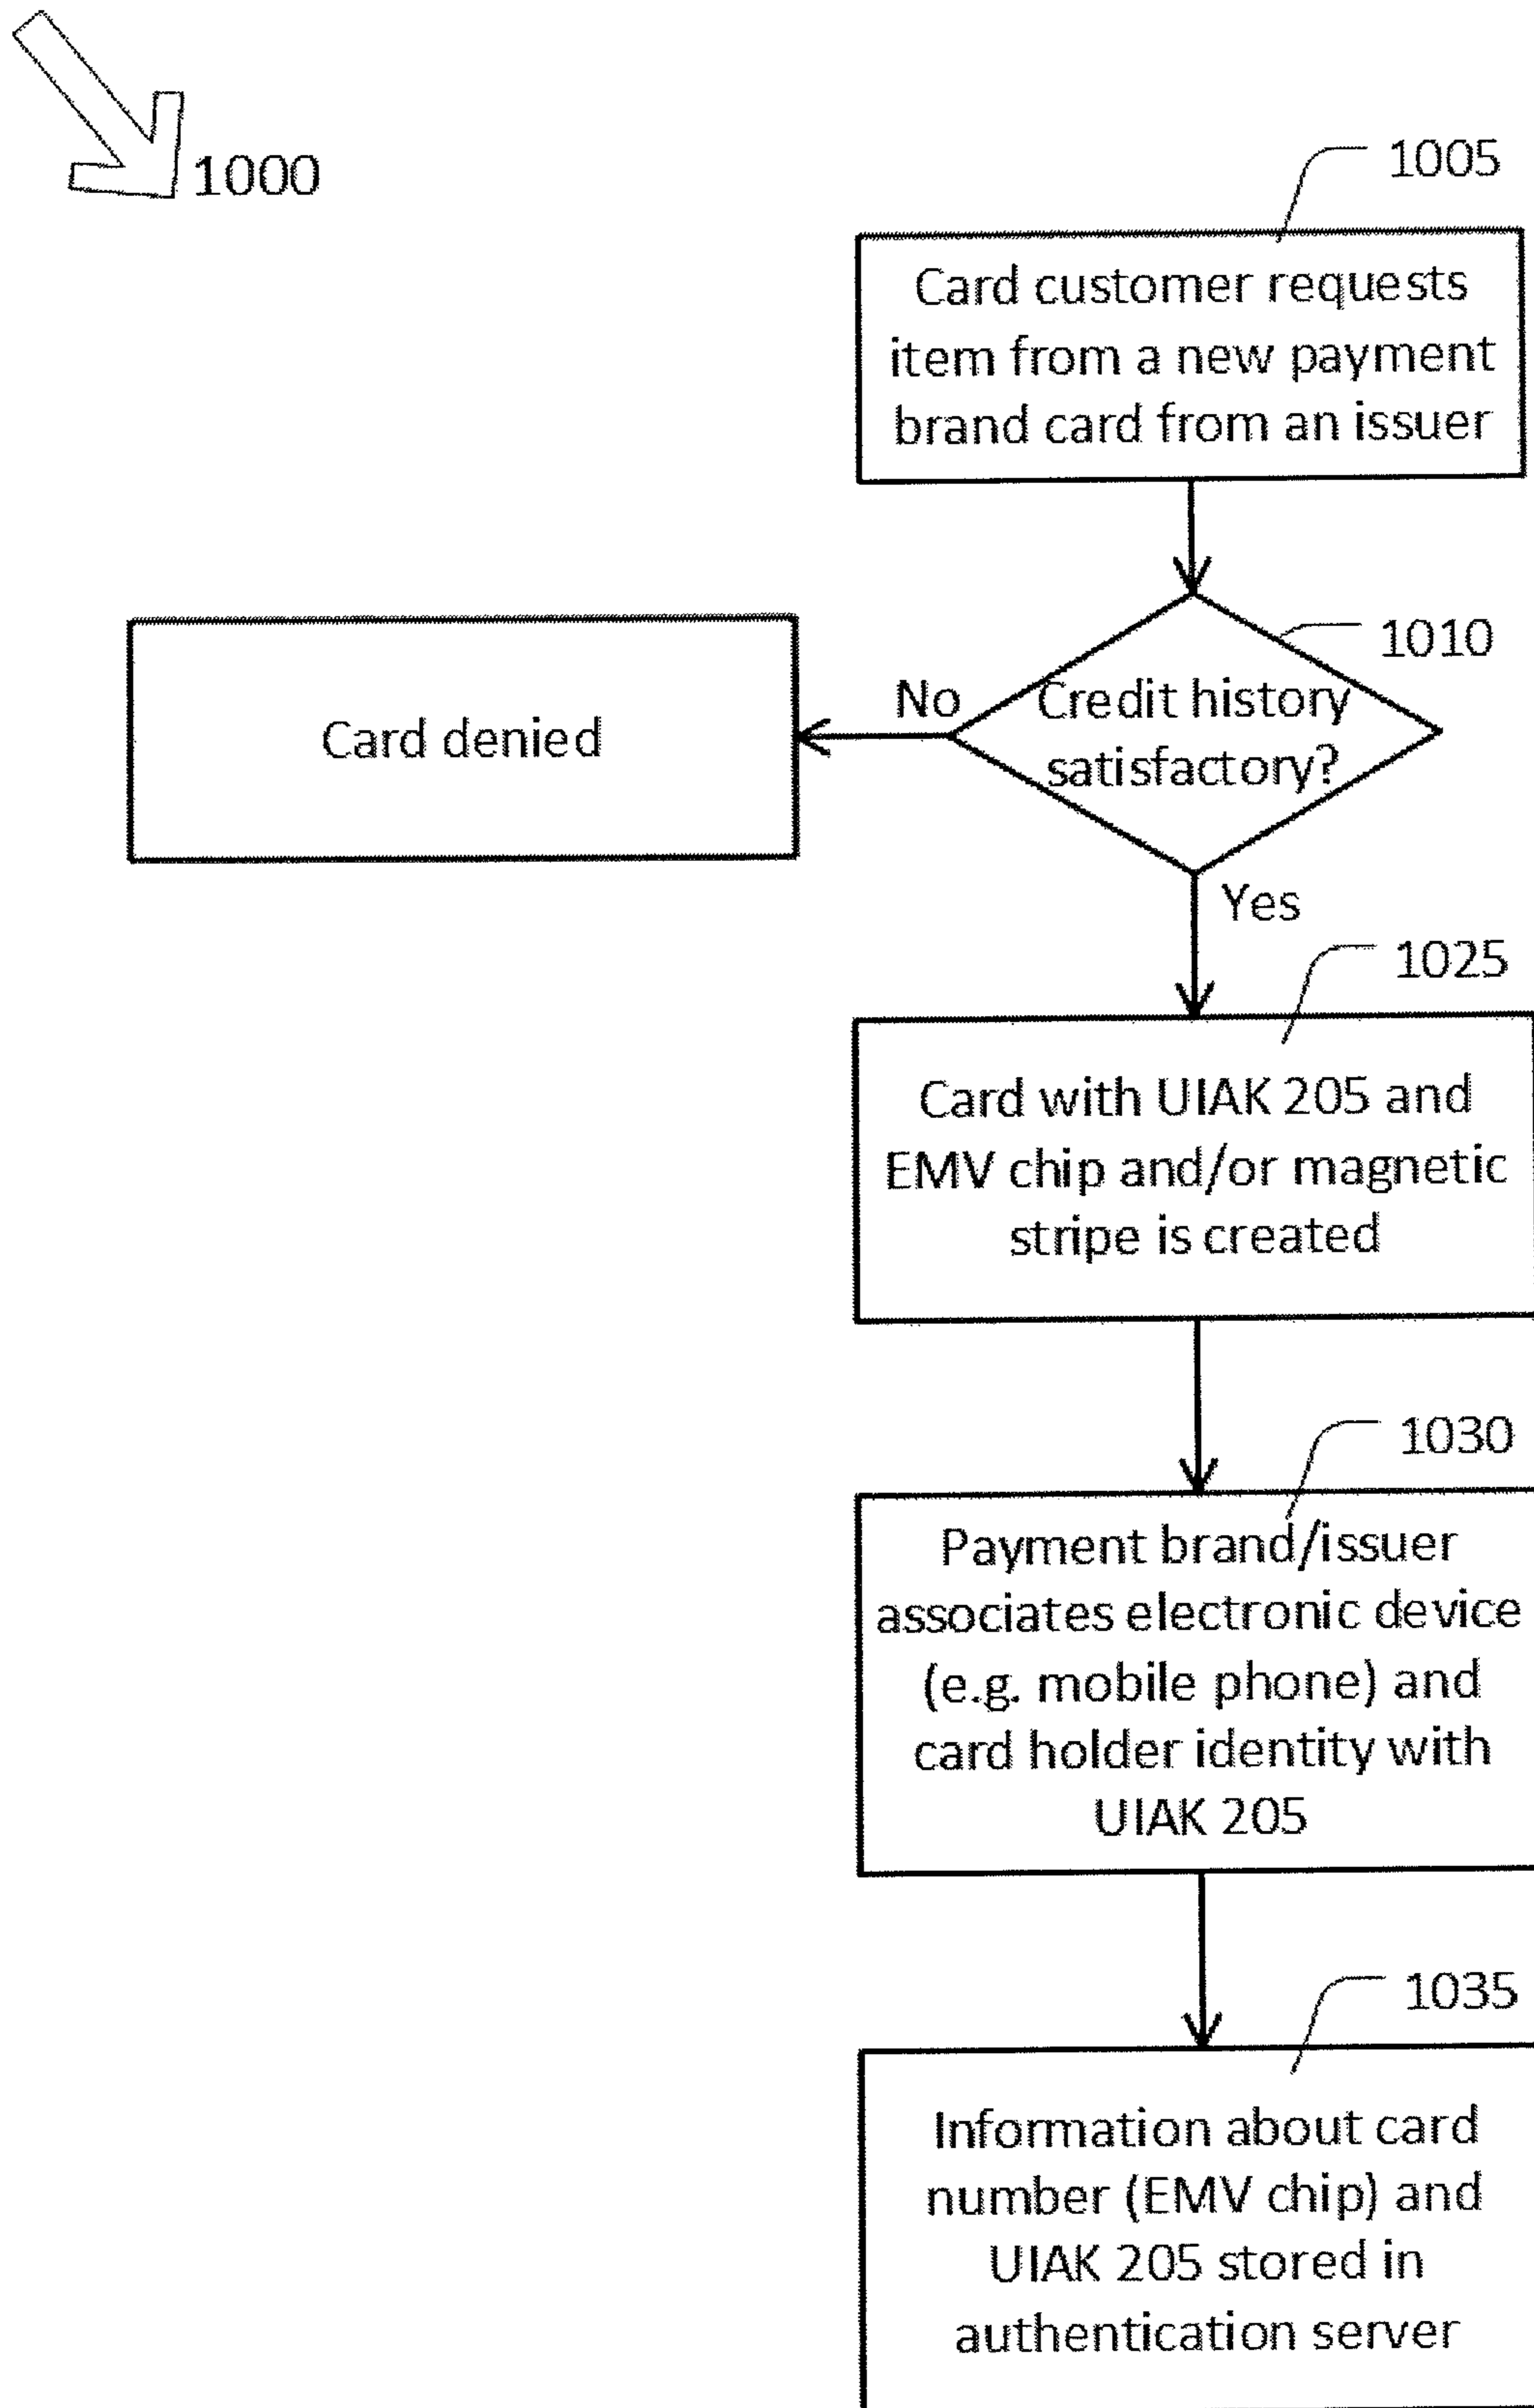 1000
1005
Card customer requests
item from a new payment
brand card from an issuer
1010
Credit history
satisfactory?
No
Card denied
Yes
1025
Card with UIAK 205 and
EMV chip and/or magnetic
stripe is created
1030
Payment brand/issuer
associates electronic device
(e.g. mobile phone) and
card holder identity with
UIAK 205
1035
Information about card
number (EMV chip) and
UIAK 205 stored in
authentication server